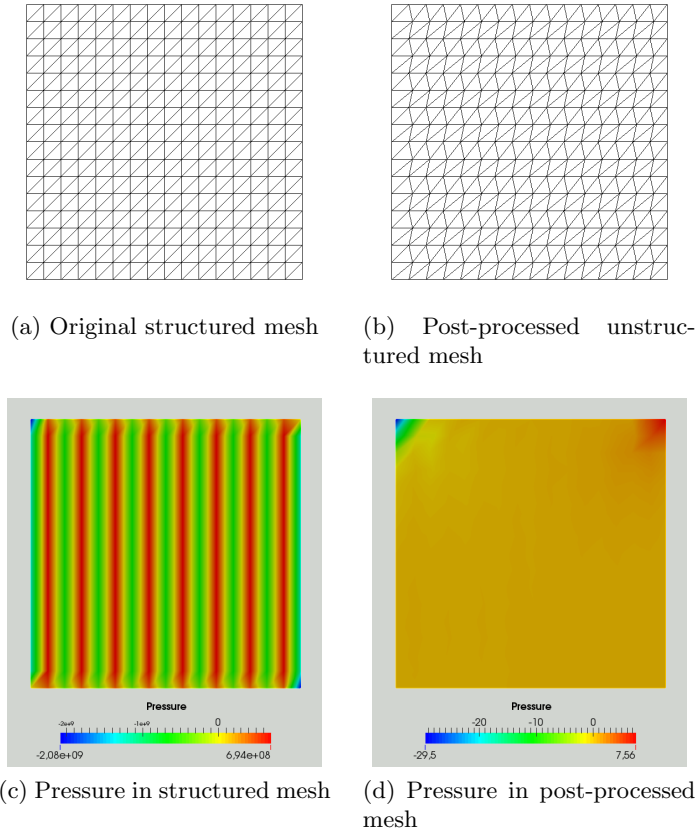 (a) Original structured mesh
(b) Post-processed unstruc-
tured mesh
Pressure
-2e+9 -1e+9 0
-2,08e+09 6,94e+08
(c) Pressure in structured mesh
Pressure
-20 -10 0
-29.5 7,56
(d) Pressure in post-processed
mesh